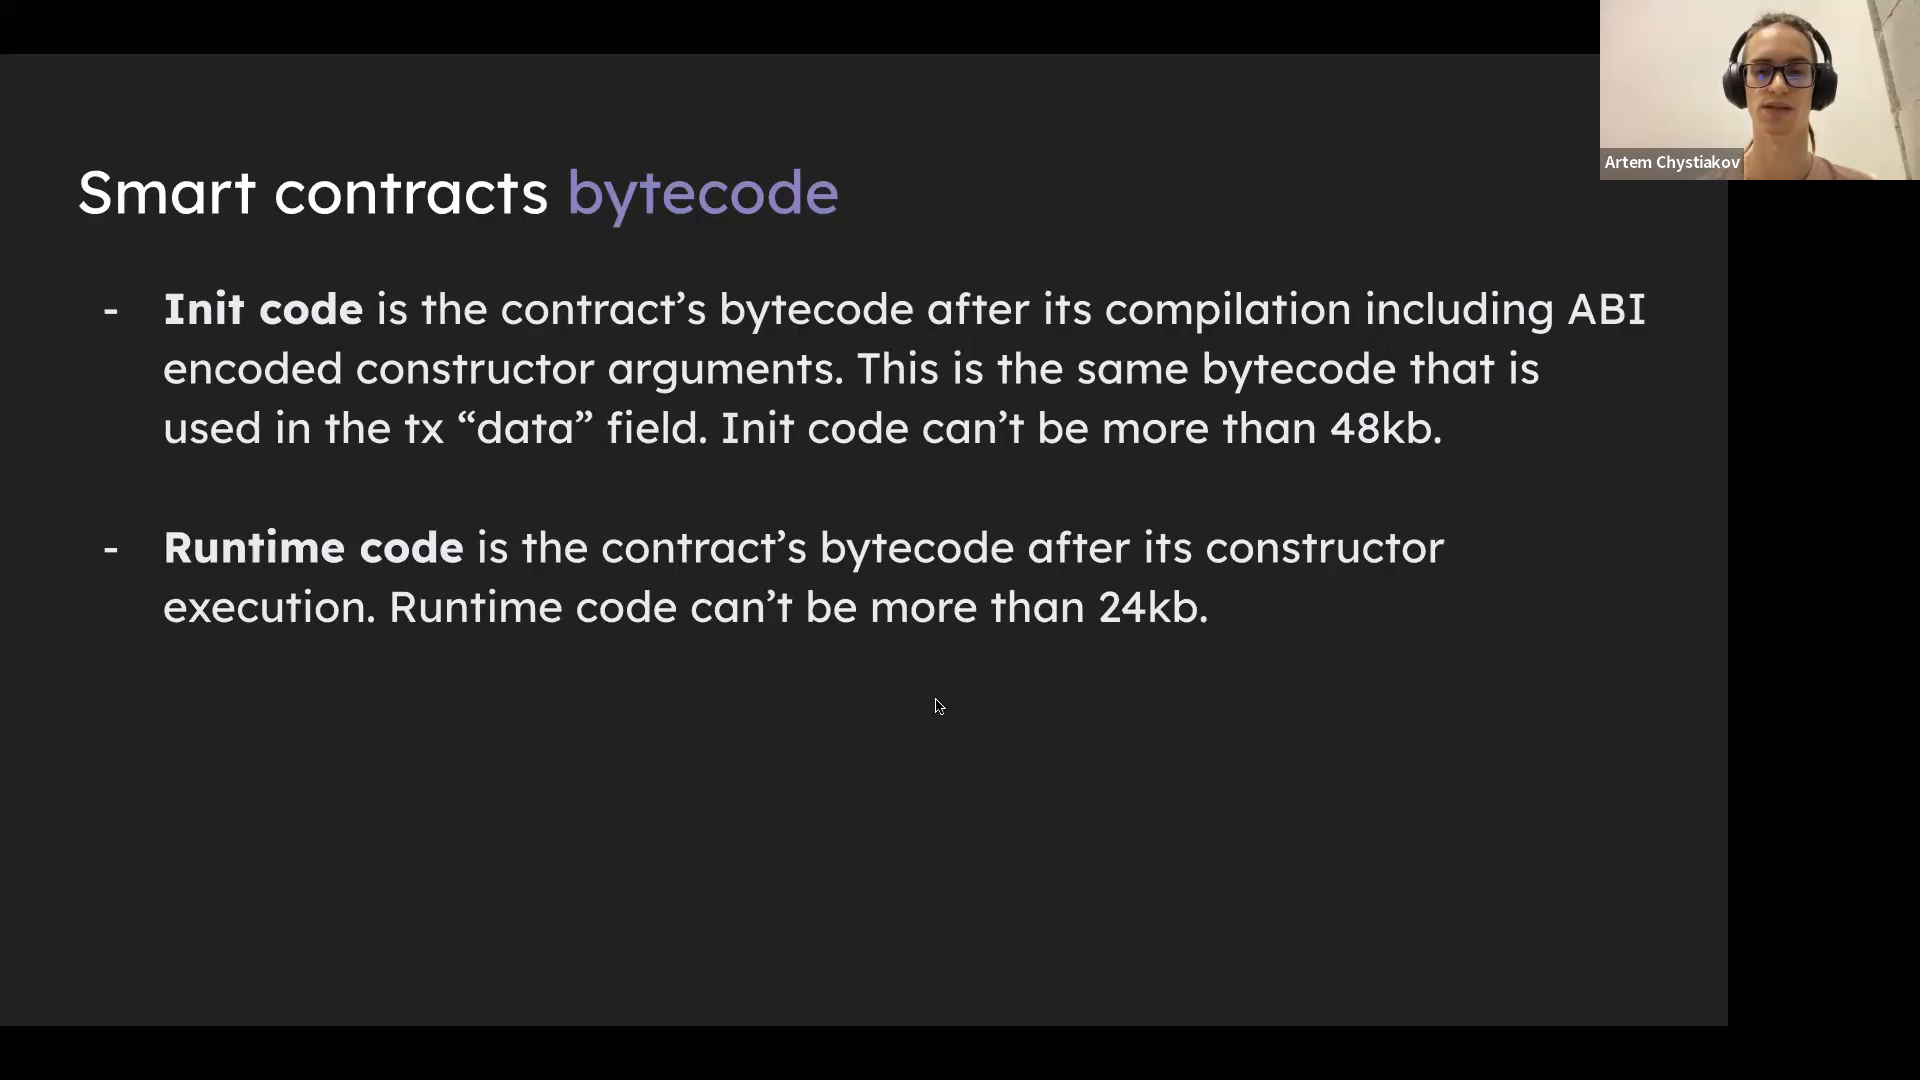 Artem Chystiakov
Smart contracts bytecode
- Init code is the contract’s bytecode after its compilation including ABI
encoded constructor arguments. This is the same bytecode that is
used in the tx “data” field. Init code can’t be more than 48kb.
- Runtime code is the contract’s bytecode after its constructor
execution. Runtime code can’t be more than 24kb.